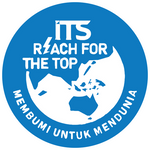 iTS
REACH FOR
THE TOP
MEMBUMI UNTUK MENDUNIA